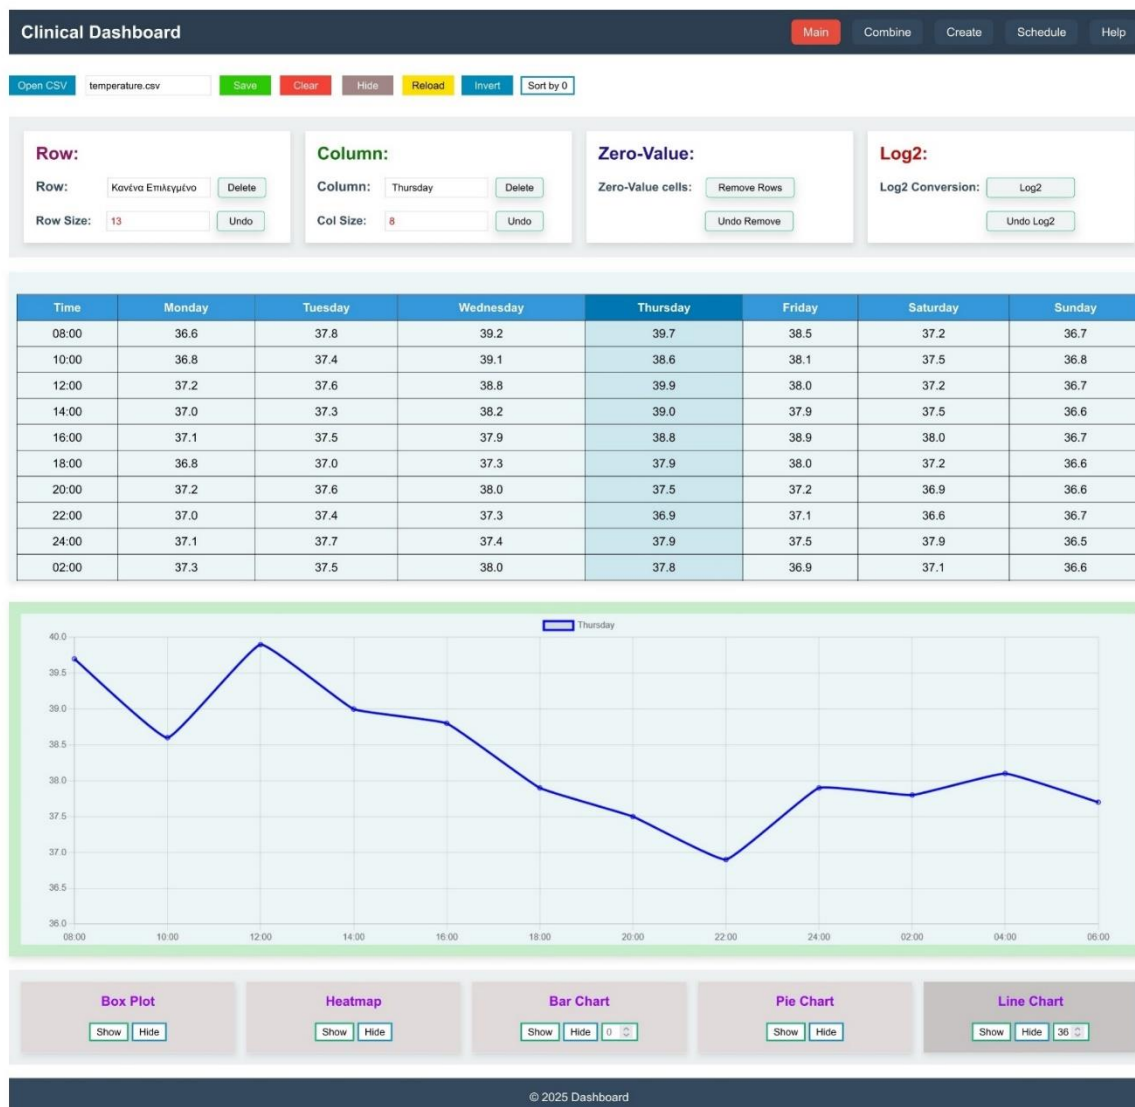 Clinical Dashboard Main Combine Create Schedule Help
Open CSV temperature.csv Save Clear Hide Reload Invert Sort by 0
Row: Column: Zero-Value: Log2:
Row: Κανένα Επιλεγμένο Delete Column: Thursday Delete Zero-Value cells: Remove Rows Log2 Conversion: Log2
Row Size: 13 Undo Col Size: 8 Undo Undo Remove Undo Log2
Time Monday Tuesday Wednesday Thursday Friday Saturday Sunday
08:00 36.6 37.8 39.2 39.7 38.5 37.2 36.7
10:00 36.8 37.4 39.1 38.6 38.1 37.5 36.8
12:00 37.2 37.6 38.8 39.9 38.0 37.2 36.7
14:00 37.0 37.3 38.2 39.0 37.9 37.5 36.6
16:00 37.1 37.5 37.9 38.8 38.9 38.0 36.7
18:00 36.8 37.0 37.3 37.9 38.0 37.2 36.6
20:00 37.2 37.6 38.0 37.5 37.2 36.9 36.6
22:00 37.0 37.4 37.3 36.9 37.1 36.6 36.7
24:00 37.1 37.7 37.4 37.9 37.5 37.9 36.5
02:00 37.3 37.5 38.0 37.8 36.9 37.1 36.6
Thursday
40.0
39.5
39.0
38.5
38.0
37.5
37.0
36.5
36.0
08:00 10:00 12:00 14:00 16:00 18:00 20:00 22:00 24:00 02:00 04:00 06:00
Box Plot Heatmap Bar Chart Pie Chart Line Chart
Show Hide Show Hide Show Hide 0 Show Hide Show Hide 36
© 2025 Dashboard